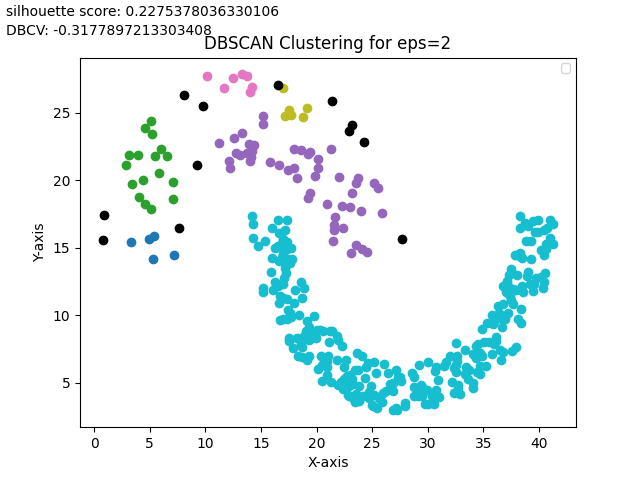 silhouette score: 0.2275378036330106
DBCV: -0.3177897213303408
DBSCAN Clustering for eps=2
Y-axis
25
20
15
10
5
0
5
10
15
20
25
30
35
40
X-axis